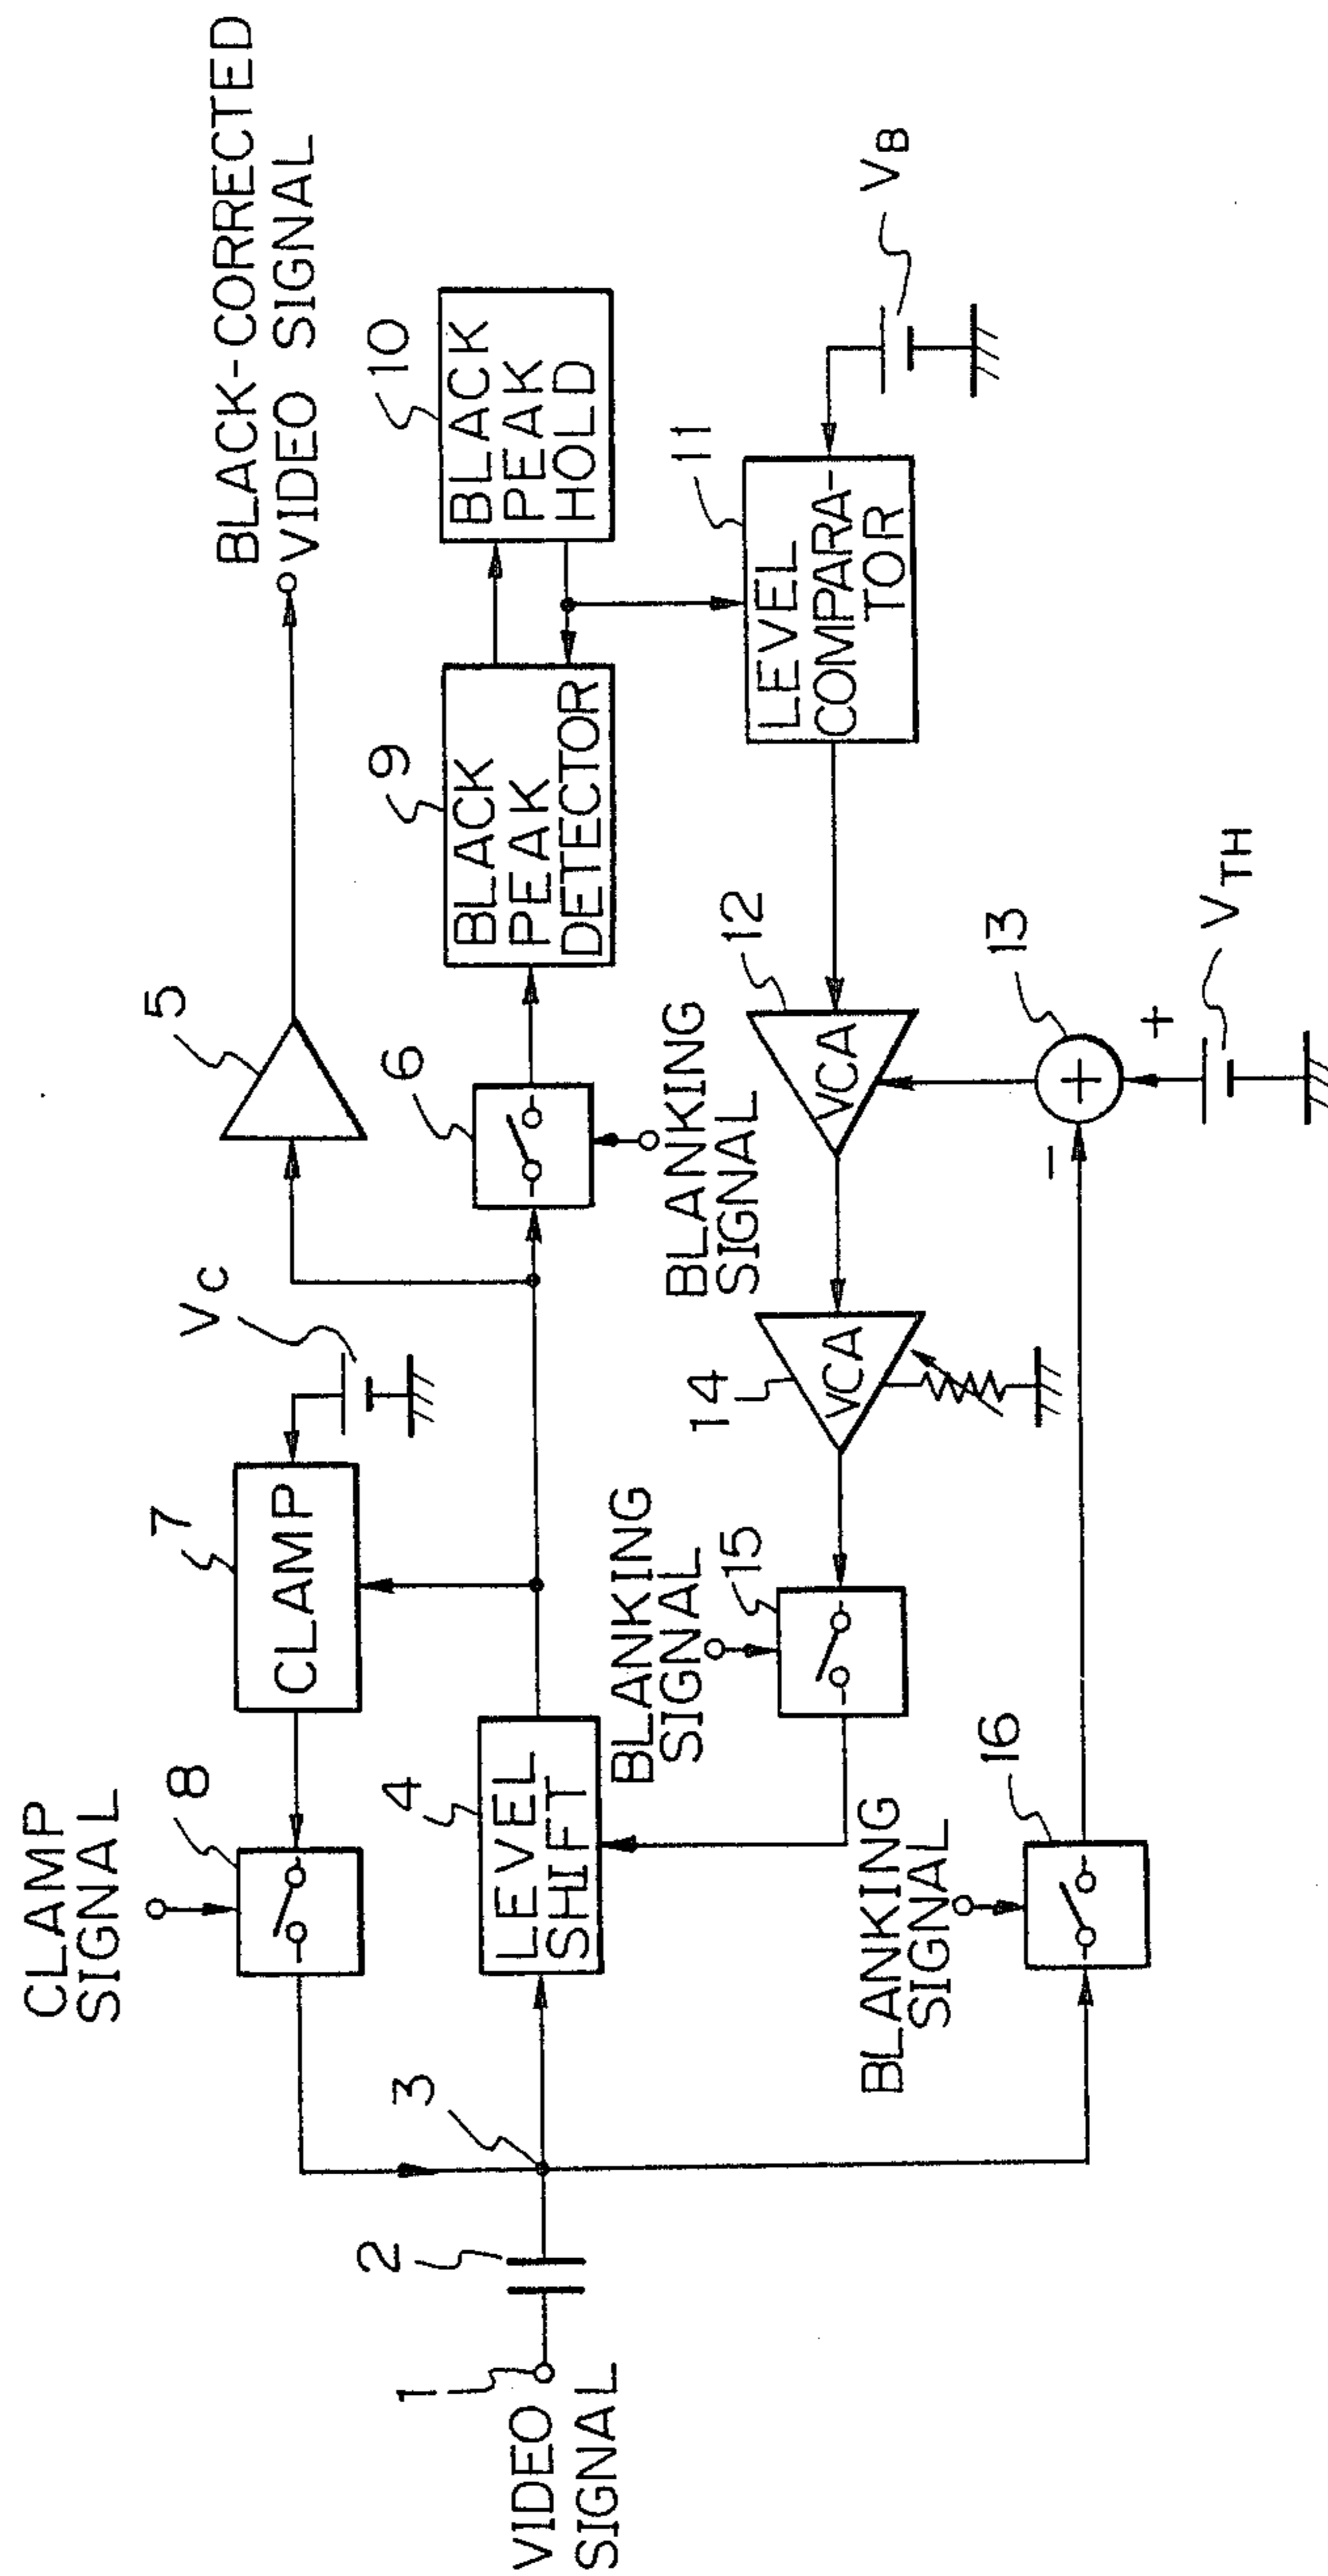 BLACK-CORRECTED
VIDEO SIGNAL
5
CLAMP
SIGNAL
8
7
CLAMP
VC
6
BLANKING
SIGNAL
9
BLACK
PEAK
DETECTOR
10
BLACK
PEAK
HOLD
1
VIDEO
SIGNAL
2
3
4
LEVEL
SHIFT
BLANKING
SIGNAL
15
14
VCA
12
VCA
11
LEVEL
COMPARA-
TOR
VB
BLANKING
SIGNAL
16
-
13
+
+
VTH